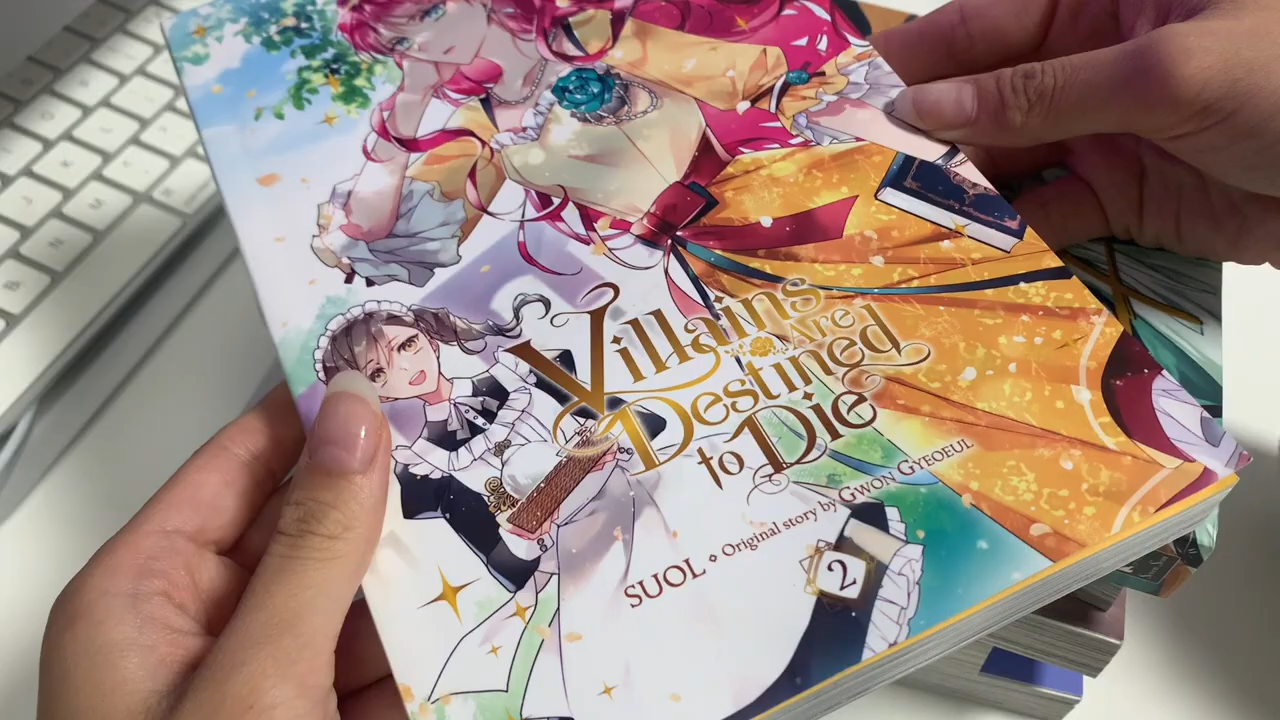 Villains
Are
Destined
to Die
SUOL ⋄ Original story by GWON GYEOEUL
2
O
K
M
N
B